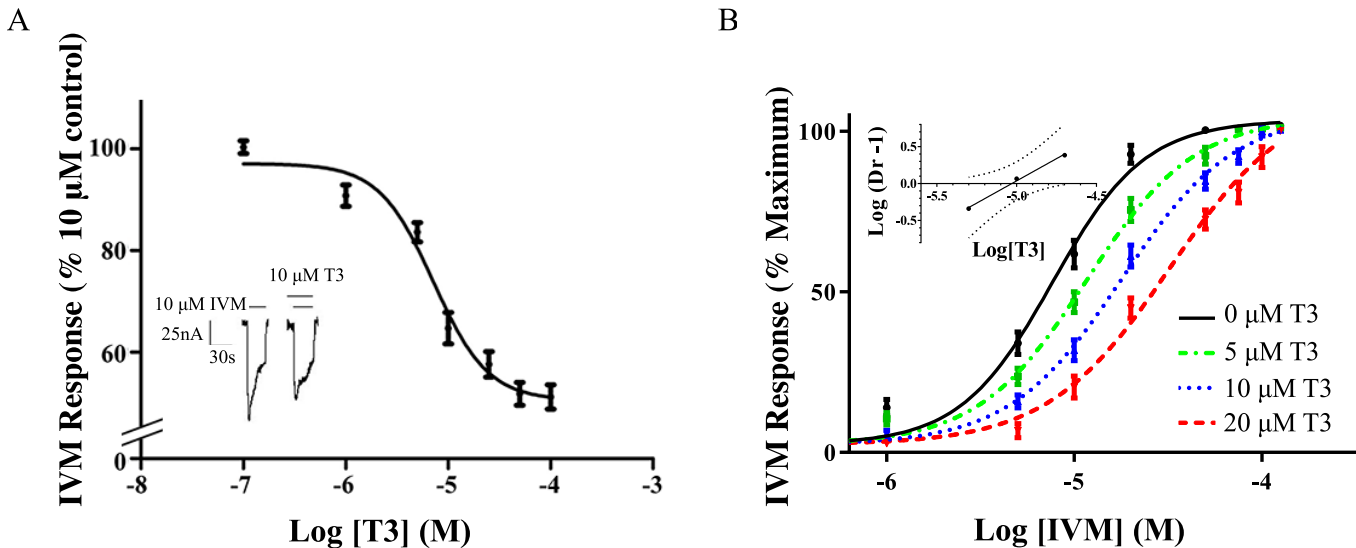 A
IVM Response (% 10 µM control)
100
80
60
0
-8
-7
-6
-5
-4
-3
Log [T3] (M)
10 µM T3
10 µM IVM
25nA
30s
B
IVM Response (% Maximum)
100
50
0
-6
-5
-4
Log [IVM] (M)
Log (Dr -1)
0.5
0.0
-0.5
-5.5
-5.0
-4.5
Log[T3]
0 µM T3
5 µM T3
10 µM T3
20 µM T3